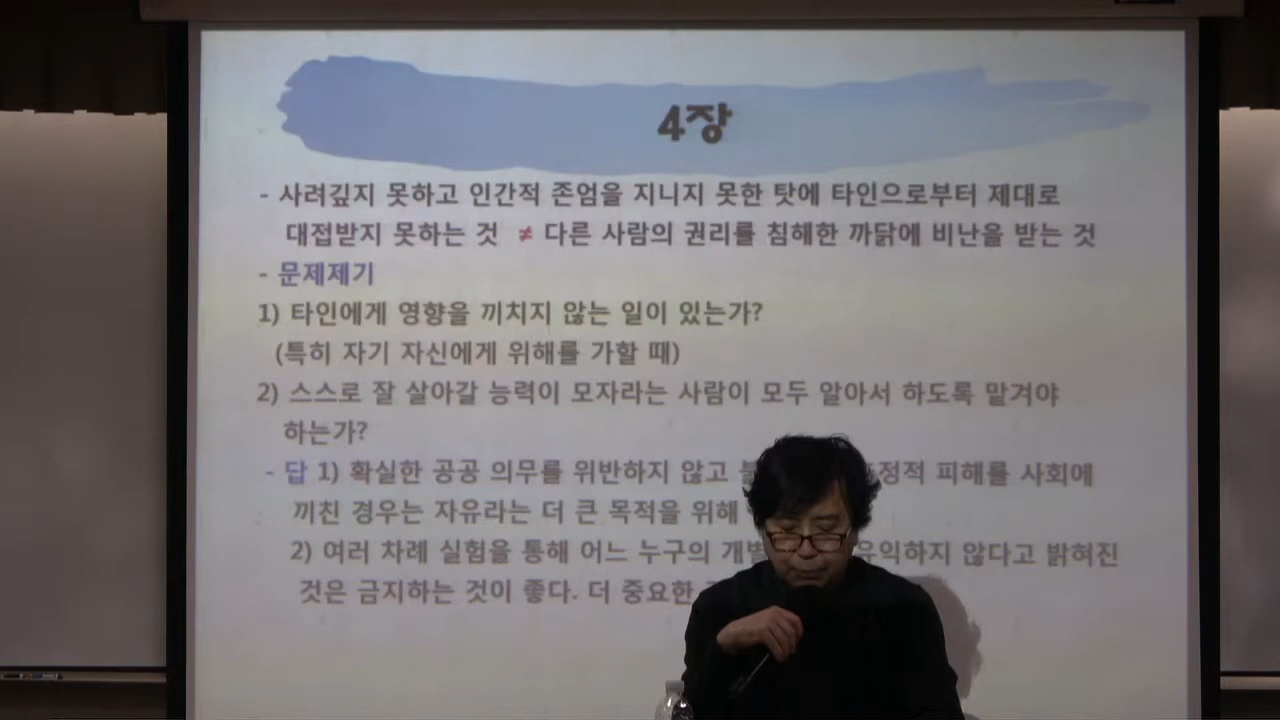 4장
- 사려깊지 못하고 인간적 존엄을 지니지 못한 탓에 타인으로부터 제대로
대접받지 못하는 것 ≠ 다른 사람의 권리를 침해한 까닭에 비난을 받는 것
- 문제제기
1) 타인에게 영향을 끼치지 않는 일이 있는가?
(특히 자기 자신에게 위해를 가할 때)
2) 스스로 잘 살아갈 능력이 모자라는 사람이 모두 알아서 하도록 맡겨야
하는가?
- 답 1) 확실한 공공 의무를 위반하지 않고 피해를 사회에
끼친 경우는 자유라는 더 큰 목적을 위해
2) 여러 차례 실험을 통해 어느 누구의 유익하지 않다고 밝혀진
것은 금지하는 것이 좋다. 더 중요한